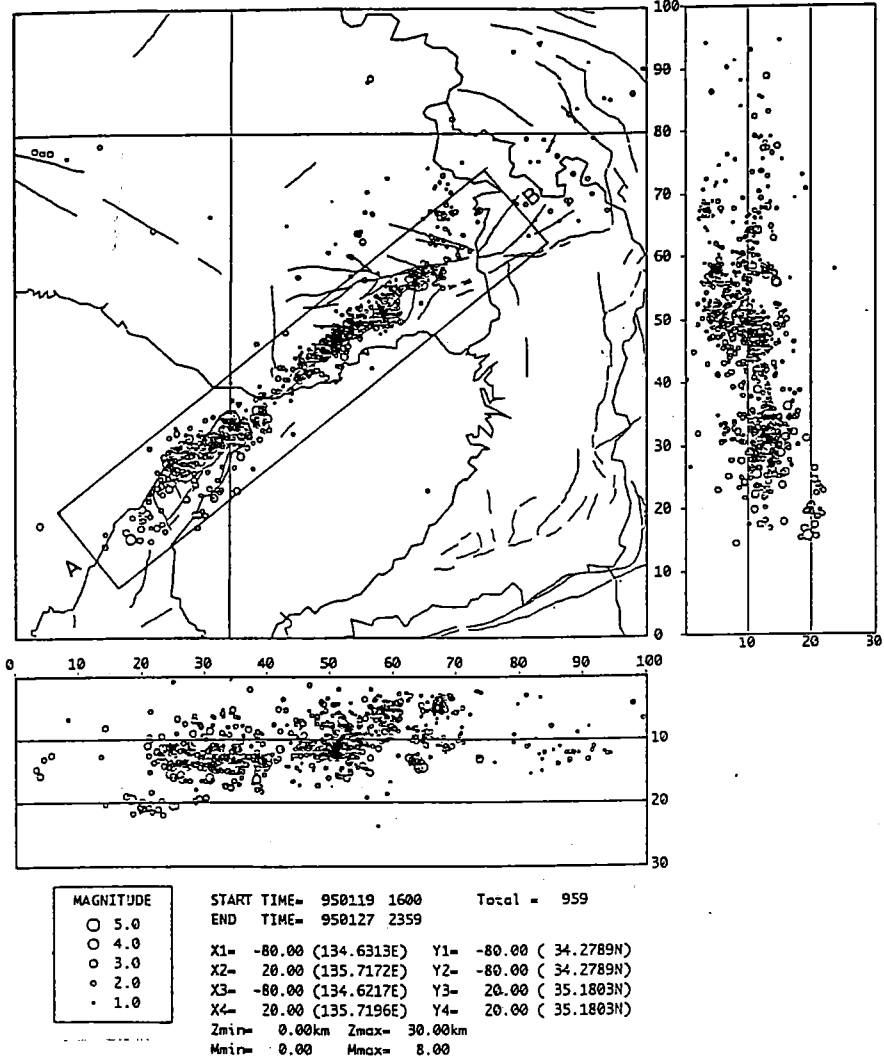 100
90
80
70
60
50
40
30
20
10
0
10 20 30
B
A
0 10 20 30 40 50 60 70 80 90 100
10
20
30
MAGNITUDE
5.0
4.0
3.0
2.0
1.0
START TIME= 950119 1600 Total = 959
END TIME= 950127 2359
X1= -80.00 (134.6313E) Y1= -80.00 ( 34.2789N)
X2= 20.00 (135.7172E) Y2= -80.00 ( 34.2789N)
X3= -80.00 (134.6217E) Y3= 20.00 ( 35.1803N)
X4= 20.00 (135.7196E) Y4= 20.00 ( 35.1803N)
Zmin= 0.00km Zmax= 30.00km
Mmin= 0.00 Mmax= 8.00